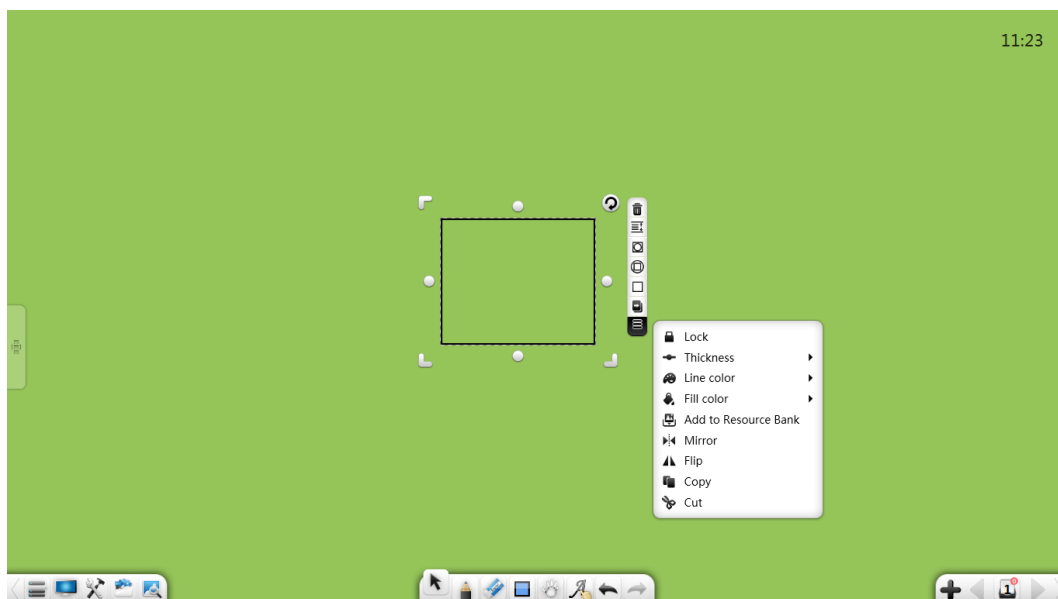 11:23
Lock
Thickness
Line color
Fill color
Add to Resource Bank
Mirror
Flip
Copy
Cut
1